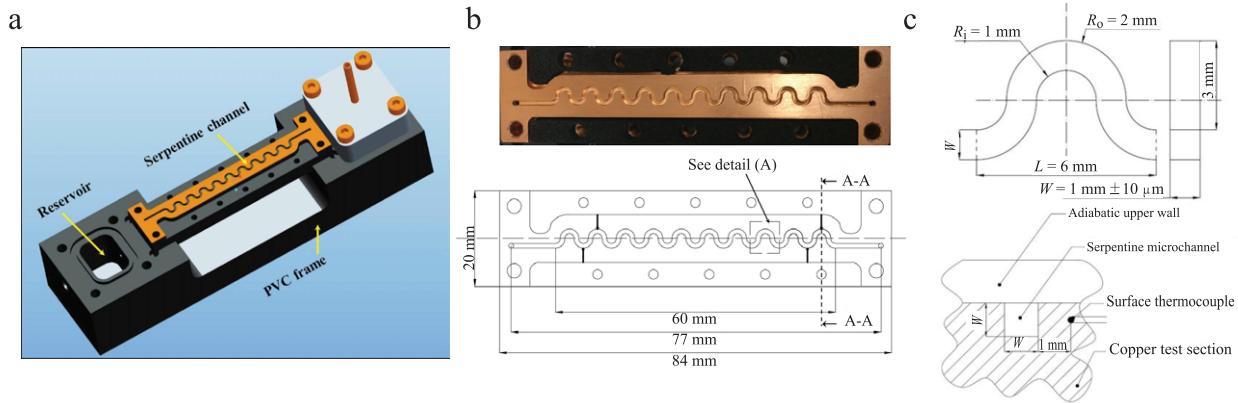 a
Serpentine channel
Reservoir
PVC frame
b
See detail (A)
A-A
20 mm
60 mm
A-A
77 mm
84 mm
c
Ri = 1 mm
Ro = 2 mm
3 mm
W
L = 6 mm
W = 1 mm ± 10 μm
Adiabatic upper wall
Serpentine microchannel
Surface thermocouple
W
W
1 mm
Copper test section